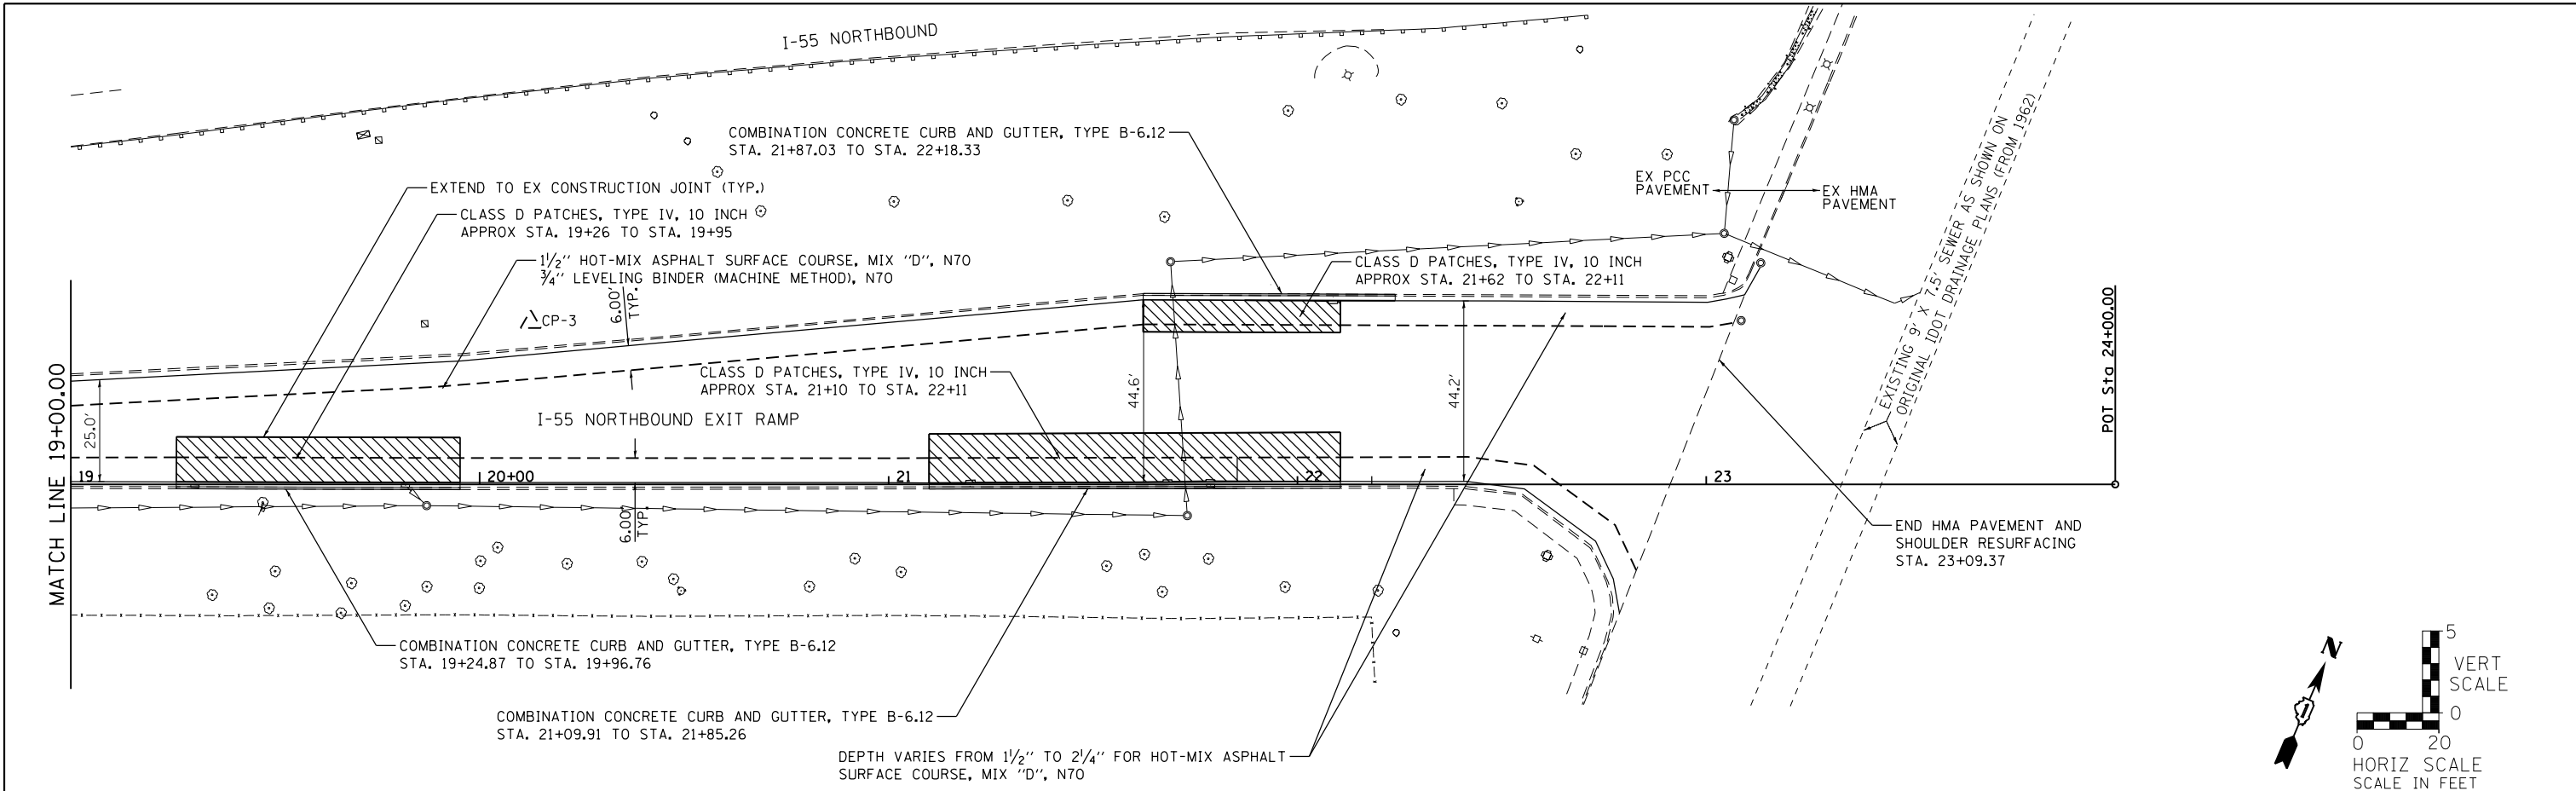 I-55 NORTHBOUND
COMBINATION CONCRETE CURB AND GUTTER, TYPE B-6.12
STA. 21+87.03 TO STA. 22+18.33
EXTEND TO EX CONSTRUCTION JOINT (TYP.)
CLASS D PATCHES, TYPE IV, 10 INCH
APPROX STA. 19+26 TO STA. 19+95
1 1/2" HOT-MIX ASPHALT SURFACE COURSE, MIX "D", N70
3/4" LEVELING BINDER (MACHINE METHOD), N70
CP-3
6.00'
TYP.
CLASS D PATCHES, TYPE IV, 10 INCH
APPROX STA. 21+62 TO STA. 22+11
EX PCC
PAVEMENT
EX HMA
PAVEMENT
EXISTING 9' X 7.5' SEWER AS SHOWN ON
ORIGINAL IDOT DRAINAGE PLANS (FROM 1962)
POT Sta 24+00.00
MATCH LINE 19+00.00
25.0'
CLASS D PATCHES, TYPE IV, 10 INCH
APPROX STA. 21+10 TO STA. 22+11
I-55 NORTHBOUND EXIT RAMP
44.6'
44.2'
19
20+00
21
22
23
6.00'
TYP.
END HMA PAVEMENT AND
SHOULDER RESURFACING
STA. 23+09.37
COMBINATION CONCRETE CURB AND GUTTER, TYPE B-6.12
STA. 19+24.87 TO STA. 19+96.76
COMBINATION CONCRETE CURB AND GUTTER, TYPE B-6.12
STA. 21+09.91 TO STA. 21+85.26
DEPTH VARIES FROM 1 1/2" TO 2 1/4" FOR HOT-MIX ASPHALT
SURFACE COURSE, MIX "D", N70
N
5
VERT
SCALE
0
0 20
HORIZ SCALE
SCALE IN FEET